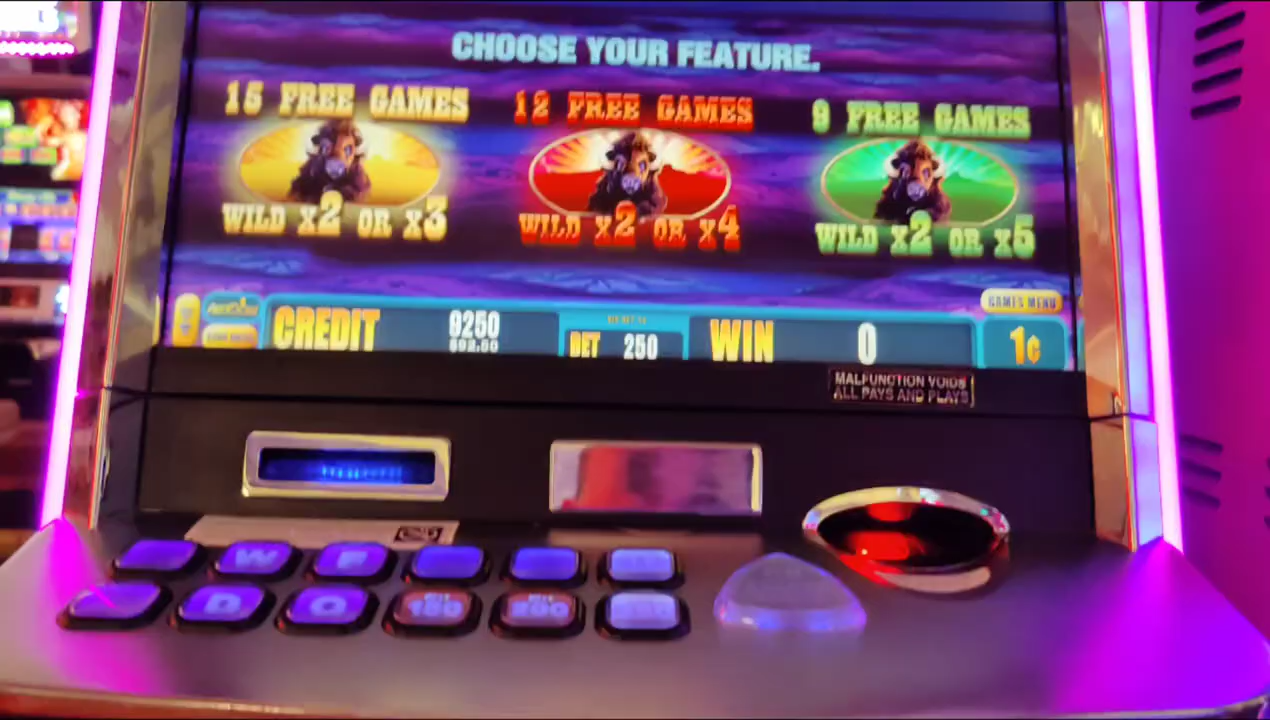 CHOOSE YOUR FEATURE.
15 FREE GAMES
WILD X2 OR X3
12 FREE GAMES
WILD X2 OR X4
9 FREE GAMES
WILD X2 OR X5
GAMES MENU
CREDIT
9250
BET 250
WIN 0
1¢
MALFUNCTION VOIDS
ALL PAYS AND PLAYS